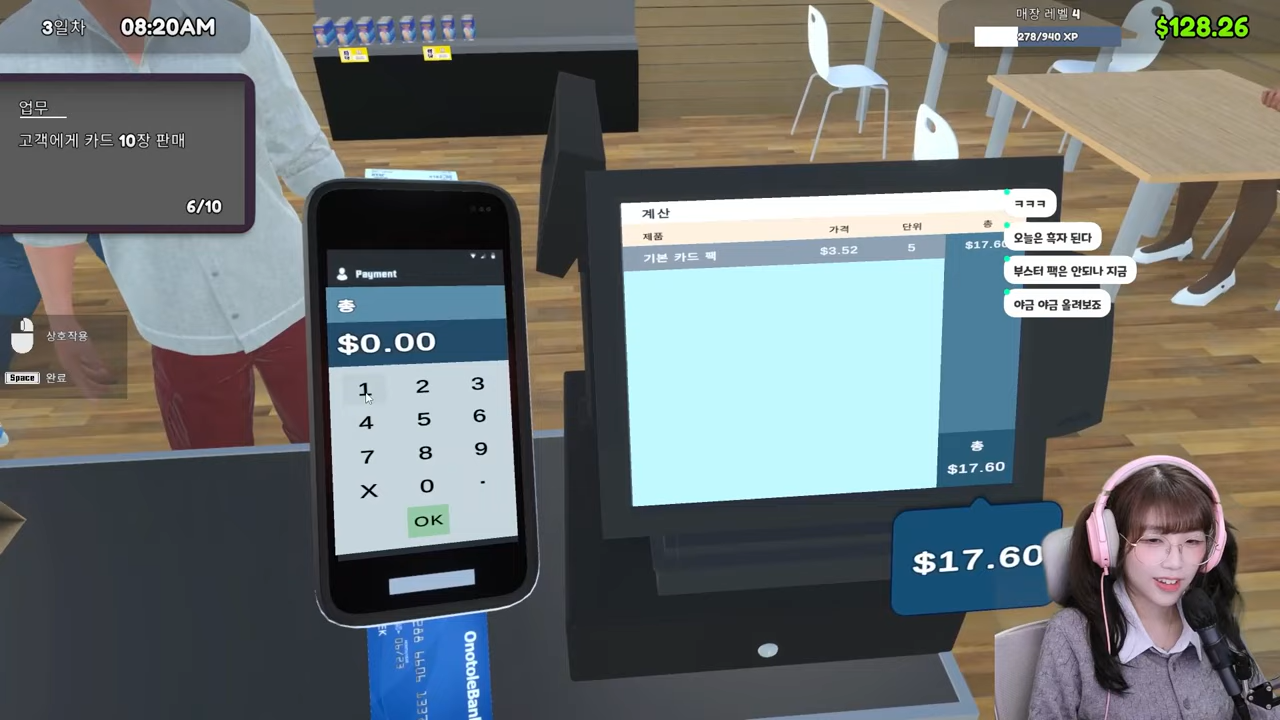 3일차 08:20AM
매장 레벨 4
278/940 XP
$128.26
업무
고객에게 카드 10장 판매
6/10
상호작용
Space 완료
Payment
총
$0.00
1 2 3
4 5 6
7 8 9
X 0 .
OK
계산
제품 가격 단위 총
기본 카드 팩 $3.52 5 $17.60
총
$17.60
$17.60
ㅋㅋㅋ
오늘은 흑자 된다
부스터 팩은 안되나 지금
야금 야금 올려보죠
OnotoleBank
06/23